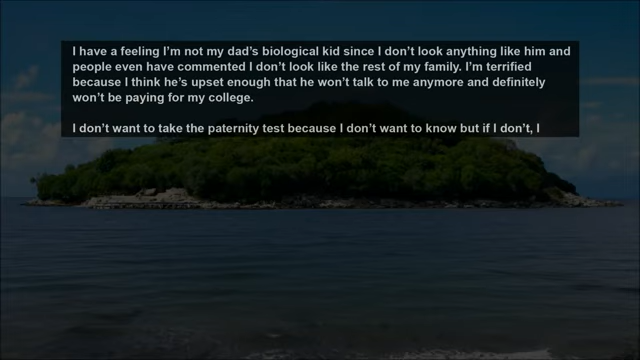 I have a feeling I'm not my dad's biological kid since I don't look anything like him and
people even have commented I don't look like the rest of my family. I'm terrified
because I think he's upset enough that he won't talk to me anymore and definitely
won't be paying for my college.
I don't want to take the paternity test because I don't want to know but if I don't, I